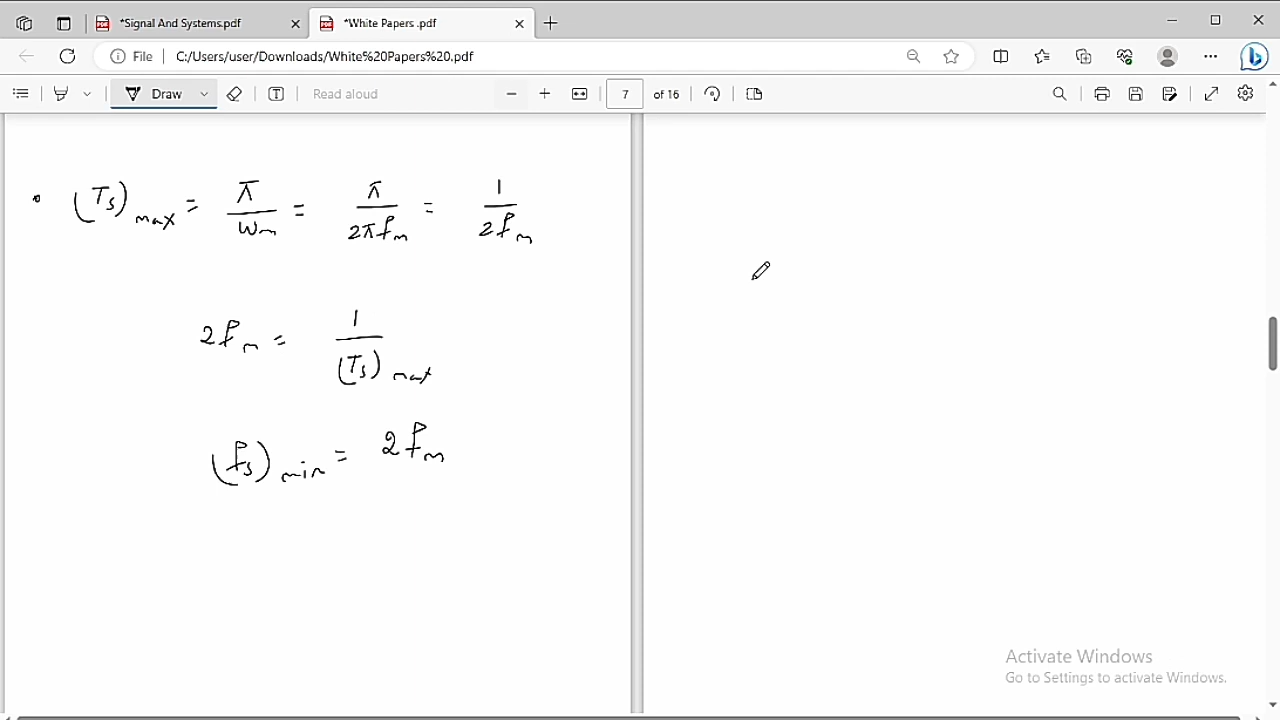 *Signal And Systems.pdf
*White Papers .pdf
File C:/Users/user/Downloads/White%20Papers%20.pdf
Draw Read aloud 7 of 16
• (Ts)max = π/ωm = π/2πfm = 1/2fm
2fm = 1/(Ts)max
(fs)min = 2fm
Activate Windows
Go to Settings to activate Windows.